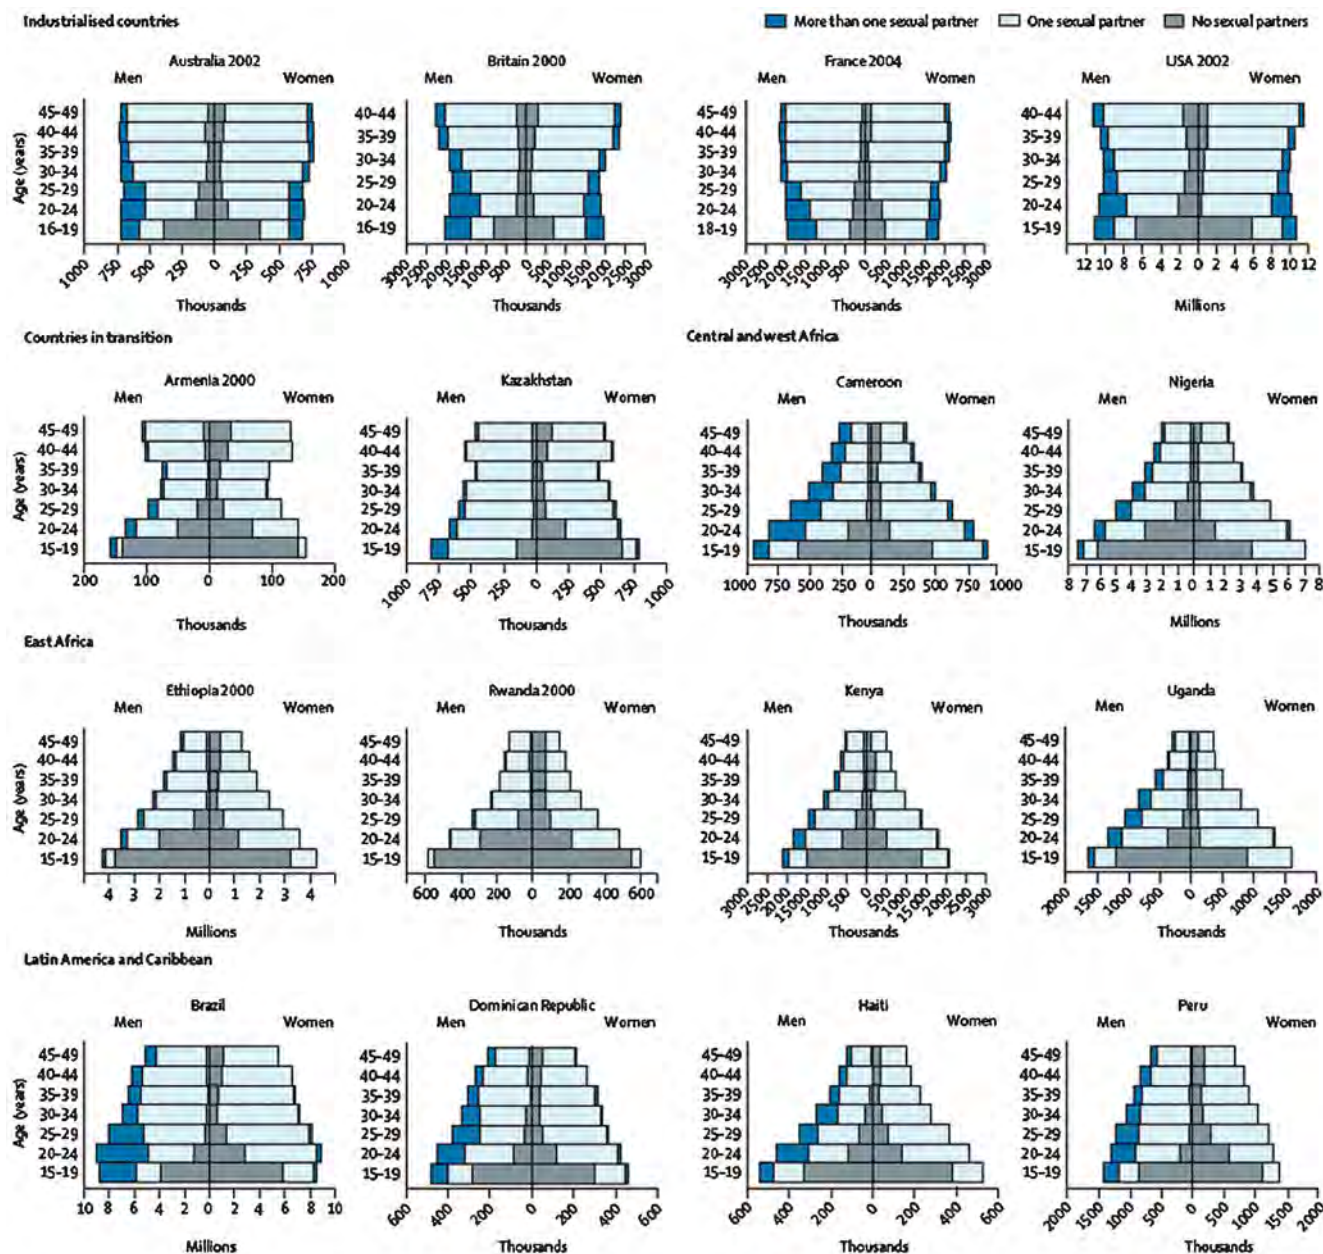 Industrialised countries
More than one sexual partner One sexual partner No sexual partners
Australia 2002 Britain 2000 France 2004 USA 2002
Men Women Men Women Men Women Men Women
Age (years)
45–49 40–44 45–49 40–44
40–44 35–39 40–44 35–39
35–39 30–34 35–39 30–34
30–34 25–29 30–34 25–29
25–29 20–24 25–29 20–24
20–24 16–19 20–24 15–19
16–19 18–19
1000 750 500 250 0 250 500 750 1000
3000 2500 2000 1500 1000 500 0 500 1000 1500 2000 2500 3000
3000 2500 2000 1500 1000 500 0 500 1000 1500 2000 2500 3000
12 10 8 6 4 2 0 2 4 6 8 10 12
Thousands Thousands Thousands Millions
Countries in transition Central and west Africa
Armenia 2000 Kazakhstan Cameroon Nigeria
Men Women Men Women Men Women Men Women
Age (years)
45–49 45–49 45–49 45–49
40–44 40–44 40–44 40–44
35–39 35–39 35–39 35–39
30–34 30–34 30–34 30–34
25–29 25–29 25–29 25–29
20–24 20–24 20–24 20–24
15–19 15–19 15–19 15–19
200 100 0 100 200
1000 750 500 250 0 250 500 750 1000
1000 750 500 250 0 250 500 750 1000
8 7 6 5 4 3 2 1 0 1 2 3 4 5 6 7 8
Thousands Thousands Thousands Millions
East Africa
Ethiopia 2000 Rwanda 2000 Kenya Uganda
Men Women Men Women Men Women Men Women
Age (years)
45–49 45–49 45–49 45–49
40–44 40–44 40–44 40–44
35–39 35–39 35–39 35–39
30–34 30–34 30–34 30–34
25–29 25–29 25–29 25–29
20–24 20–24 20–24 20–24
15–19 15–19 15–19 15–19
4 3 2 1 0 1 2 3 4
600 400 200 0 200 400 600
3000 2500 2000 1500 1000 500 0 500 1000 1500 2000 2500 3000
2000 1500 1000 500 0 500 1000 1500 2000
Millions Thousands Thousands Thousands
Latin America and Caribbean
Brazil Dominican Republic Haiti Peru
Men Women Men Women Men Women Men Women
Age (years)
45–49 45–49 45–49 45–49
40–44 40–44 40–44 40–44
35–39 35–39 35–39 35–39
30–34 30–34 30–34 30–34
25–29 25–29 25–29 25–29
20–24 20–24 20–24 20–24
15–19 15–19 15–19 15–19
10 8 6 4 2 0 2 4 6 8 10
600 400 200 0 200 400 600
600 400 200 0 200 400 600
2000 1500 1000 500 0 500 1000 1500 2000
Millions Thousands Thousands Thousands